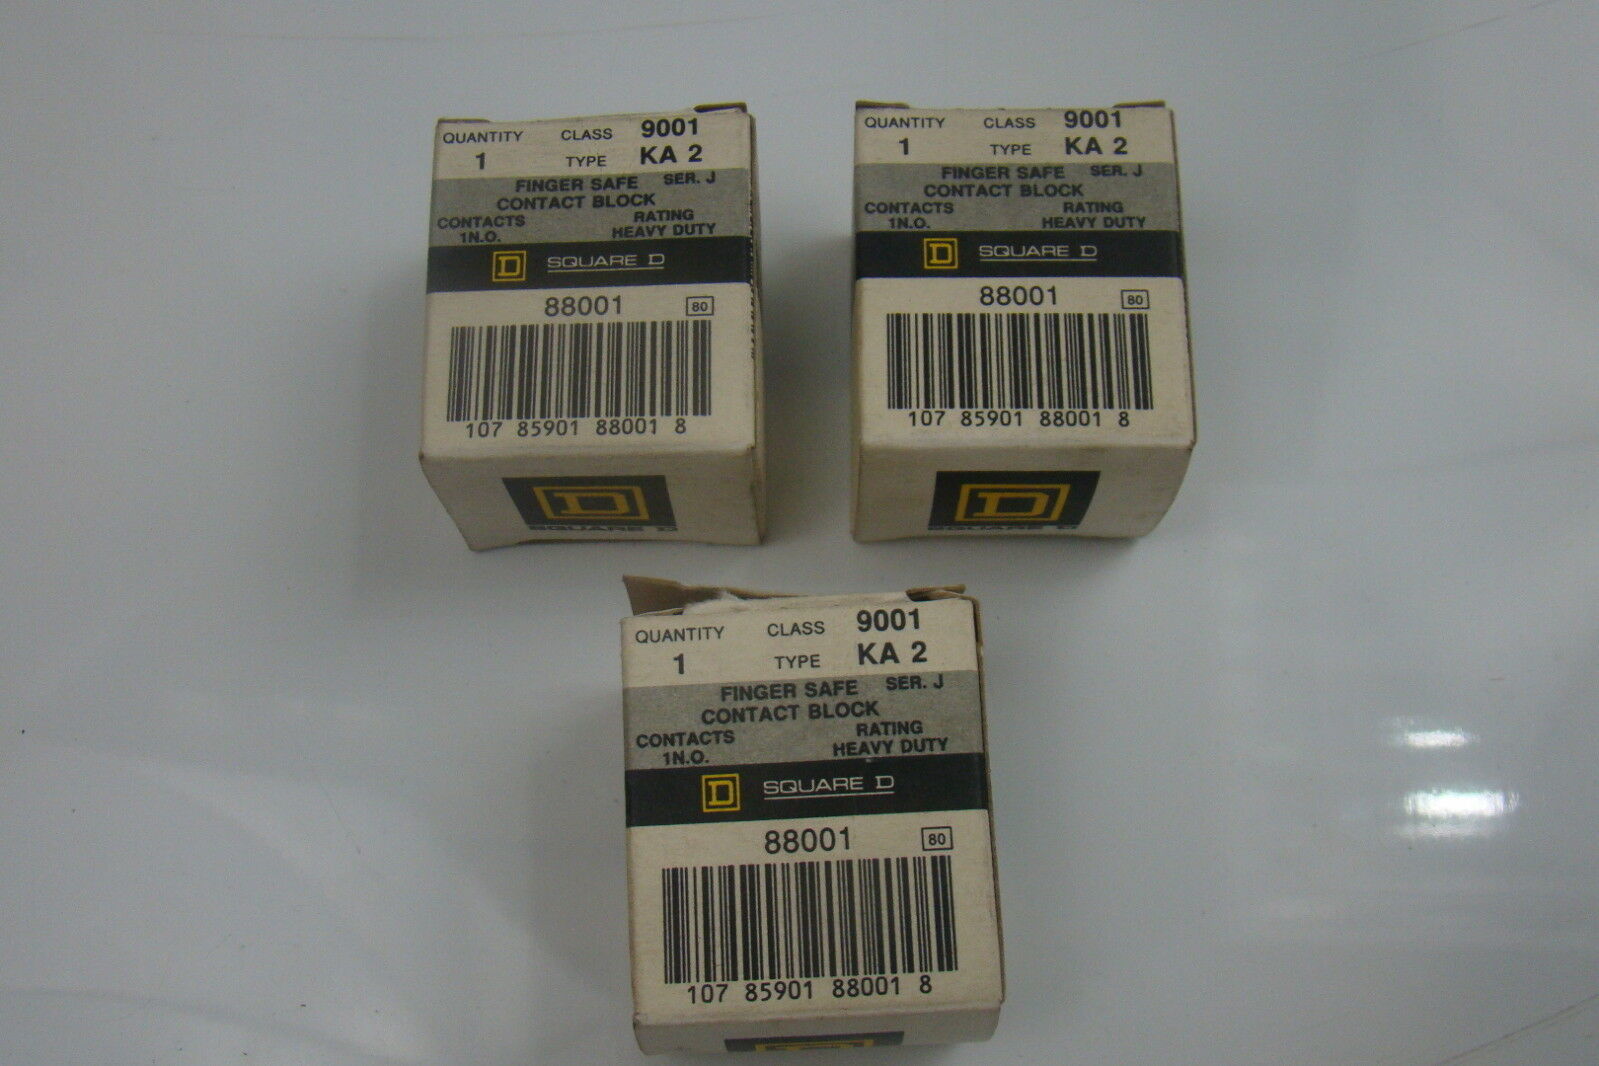 QUANTITY CLASS 9001
1 TYPE KA 2
FINGER SAFE SER. J
CONTACT BLOCK
CONTACTS RATING
1N.O. HEAVY DUTY
D SQUARE D
88001 80
107 85901 88001 8
D
SQUARE D
QUANTITY CLASS 9001
1 TYPE KA 2
FINGER SAFE SER. J
CONTACT BLOCK
CONTACTS RATING
1N.O. HEAVY DUTY
D SQUARE D
88001 80
107 85901 88001 8
D
SQUARE D
QUANTITY CLASS 9001
1 TYPE KA 2
FINGER SAFE SER. J
CONTACT BLOCK
CONTACTS RATING
1N.O. HEAVY DUTY
D SQUARE D
88001 80
107 85901 88001 8